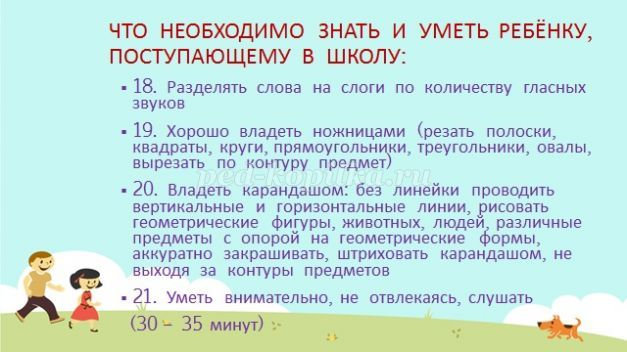 ЧТО НЕОБХОДИМО ЗНАТЬ И УМЕТЬ РЕБЁНКУ,
ПОСТУПАЮЩЕМУ В ШКОЛУ:
▪ 18. Разделять слова на слоги по количеству гласных
звуков
▪ 19. Хорошо владеть ножницами (резать полоски,
квадраты, круги, прямоугольники, треугольники, овалы,
вырезать по контуру предмет)
ped-kopilka.ru
▪ 20. Владеть карандашом: без линейки проводить
вертикальные и горизонтальные линии, рисовать
геометрические фигуры, животных, людей, различные
предметы с опорой на геометрические формы,
аккуратно закрашивать, штриховать карандашом, не
выходя за контуры предметов
▪ 21. Уметь внимательно, не отвлекаясь, слушать
(30 – 35 минут)